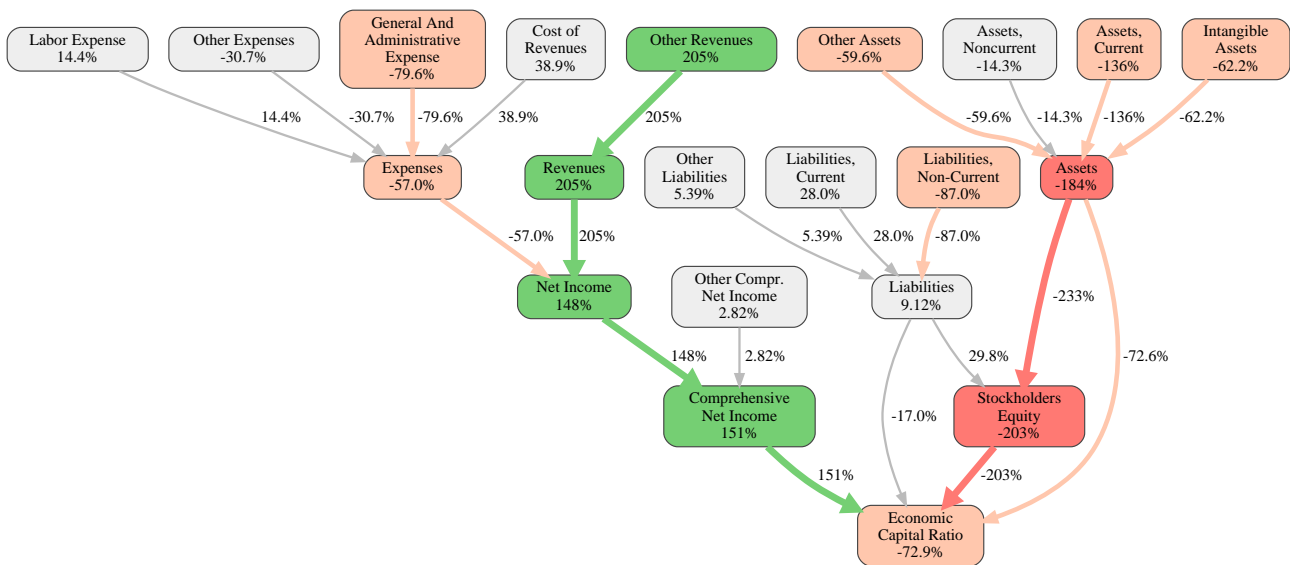 Labor Expense
14.4%
Other Expenses
-30.7%
General And
Administrative
Expense
-79.6%
Cost of
Revenues
38.9%
Other Revenues
205%
Other Assets
-59.6%
Assets,
Noncurrent
-14.3%
Assets,
Current
-136%
Intangible
Assets
-62.2%
14.4%
-30.7%
-79.6%
38.9%
205%
-59.6%
-14.3%
-136%
-62.2%
Expenses
-57.0%
Revenues
205%
Other
Liabilities
5.39%
Liabilities,
Current
28.0%
Liabilities,
Non-Current
-87.0%
Assets
-184%
-57.0%
205%
5.39%
28.0%
-87.0%
Net Income
148%
Other Compr.
Net Income
2.82%
Liabilities
9.12%
-233%
148%
2.82%
29.8%
-72.6%
Comprehensive
Net Income
151%
-17.0%
Stockholders
Equity
-203%
151%
-203%
Economic
Capital Ratio
-72.9%